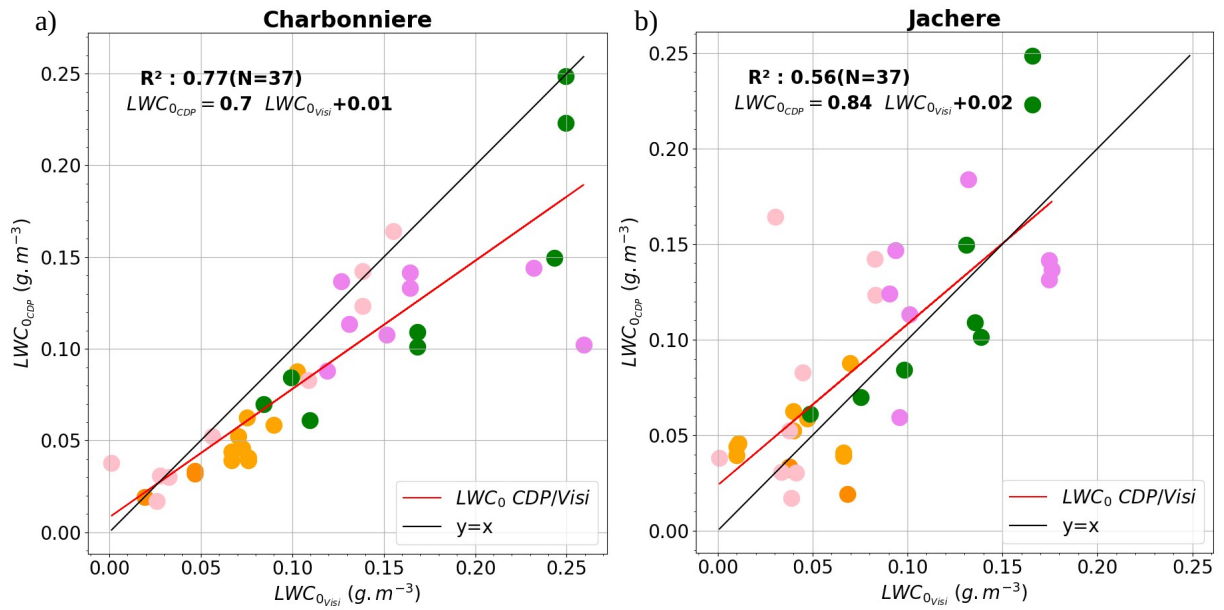 a)
Charbonniere
R² : 0.77(N=37)
LWC₀CDP = 0.7 LWC₀Visi+0.01
0.25
0.20
0.15
0.10
0.05
0.00
LWC₀CDP (g.m⁻³)
LWC₀ CDP/Visi
y=x
0.00 0.05 0.10 0.15 0.20 0.25
LWC₀Visi (g.m⁻³)
b)
Jachere
R² : 0.56(N=37)
LWC₀CDP = 0.84 LWC₀Visi+0.02
0.25
0.20
0.15
0.10
0.05
0.00
LWC₀CDP (g.m⁻³)
LWC₀ CDP/Visi
y=x
0.00 0.05 0.10 0.15 0.20 0.25
LWC₀Visi (g.m⁻³)